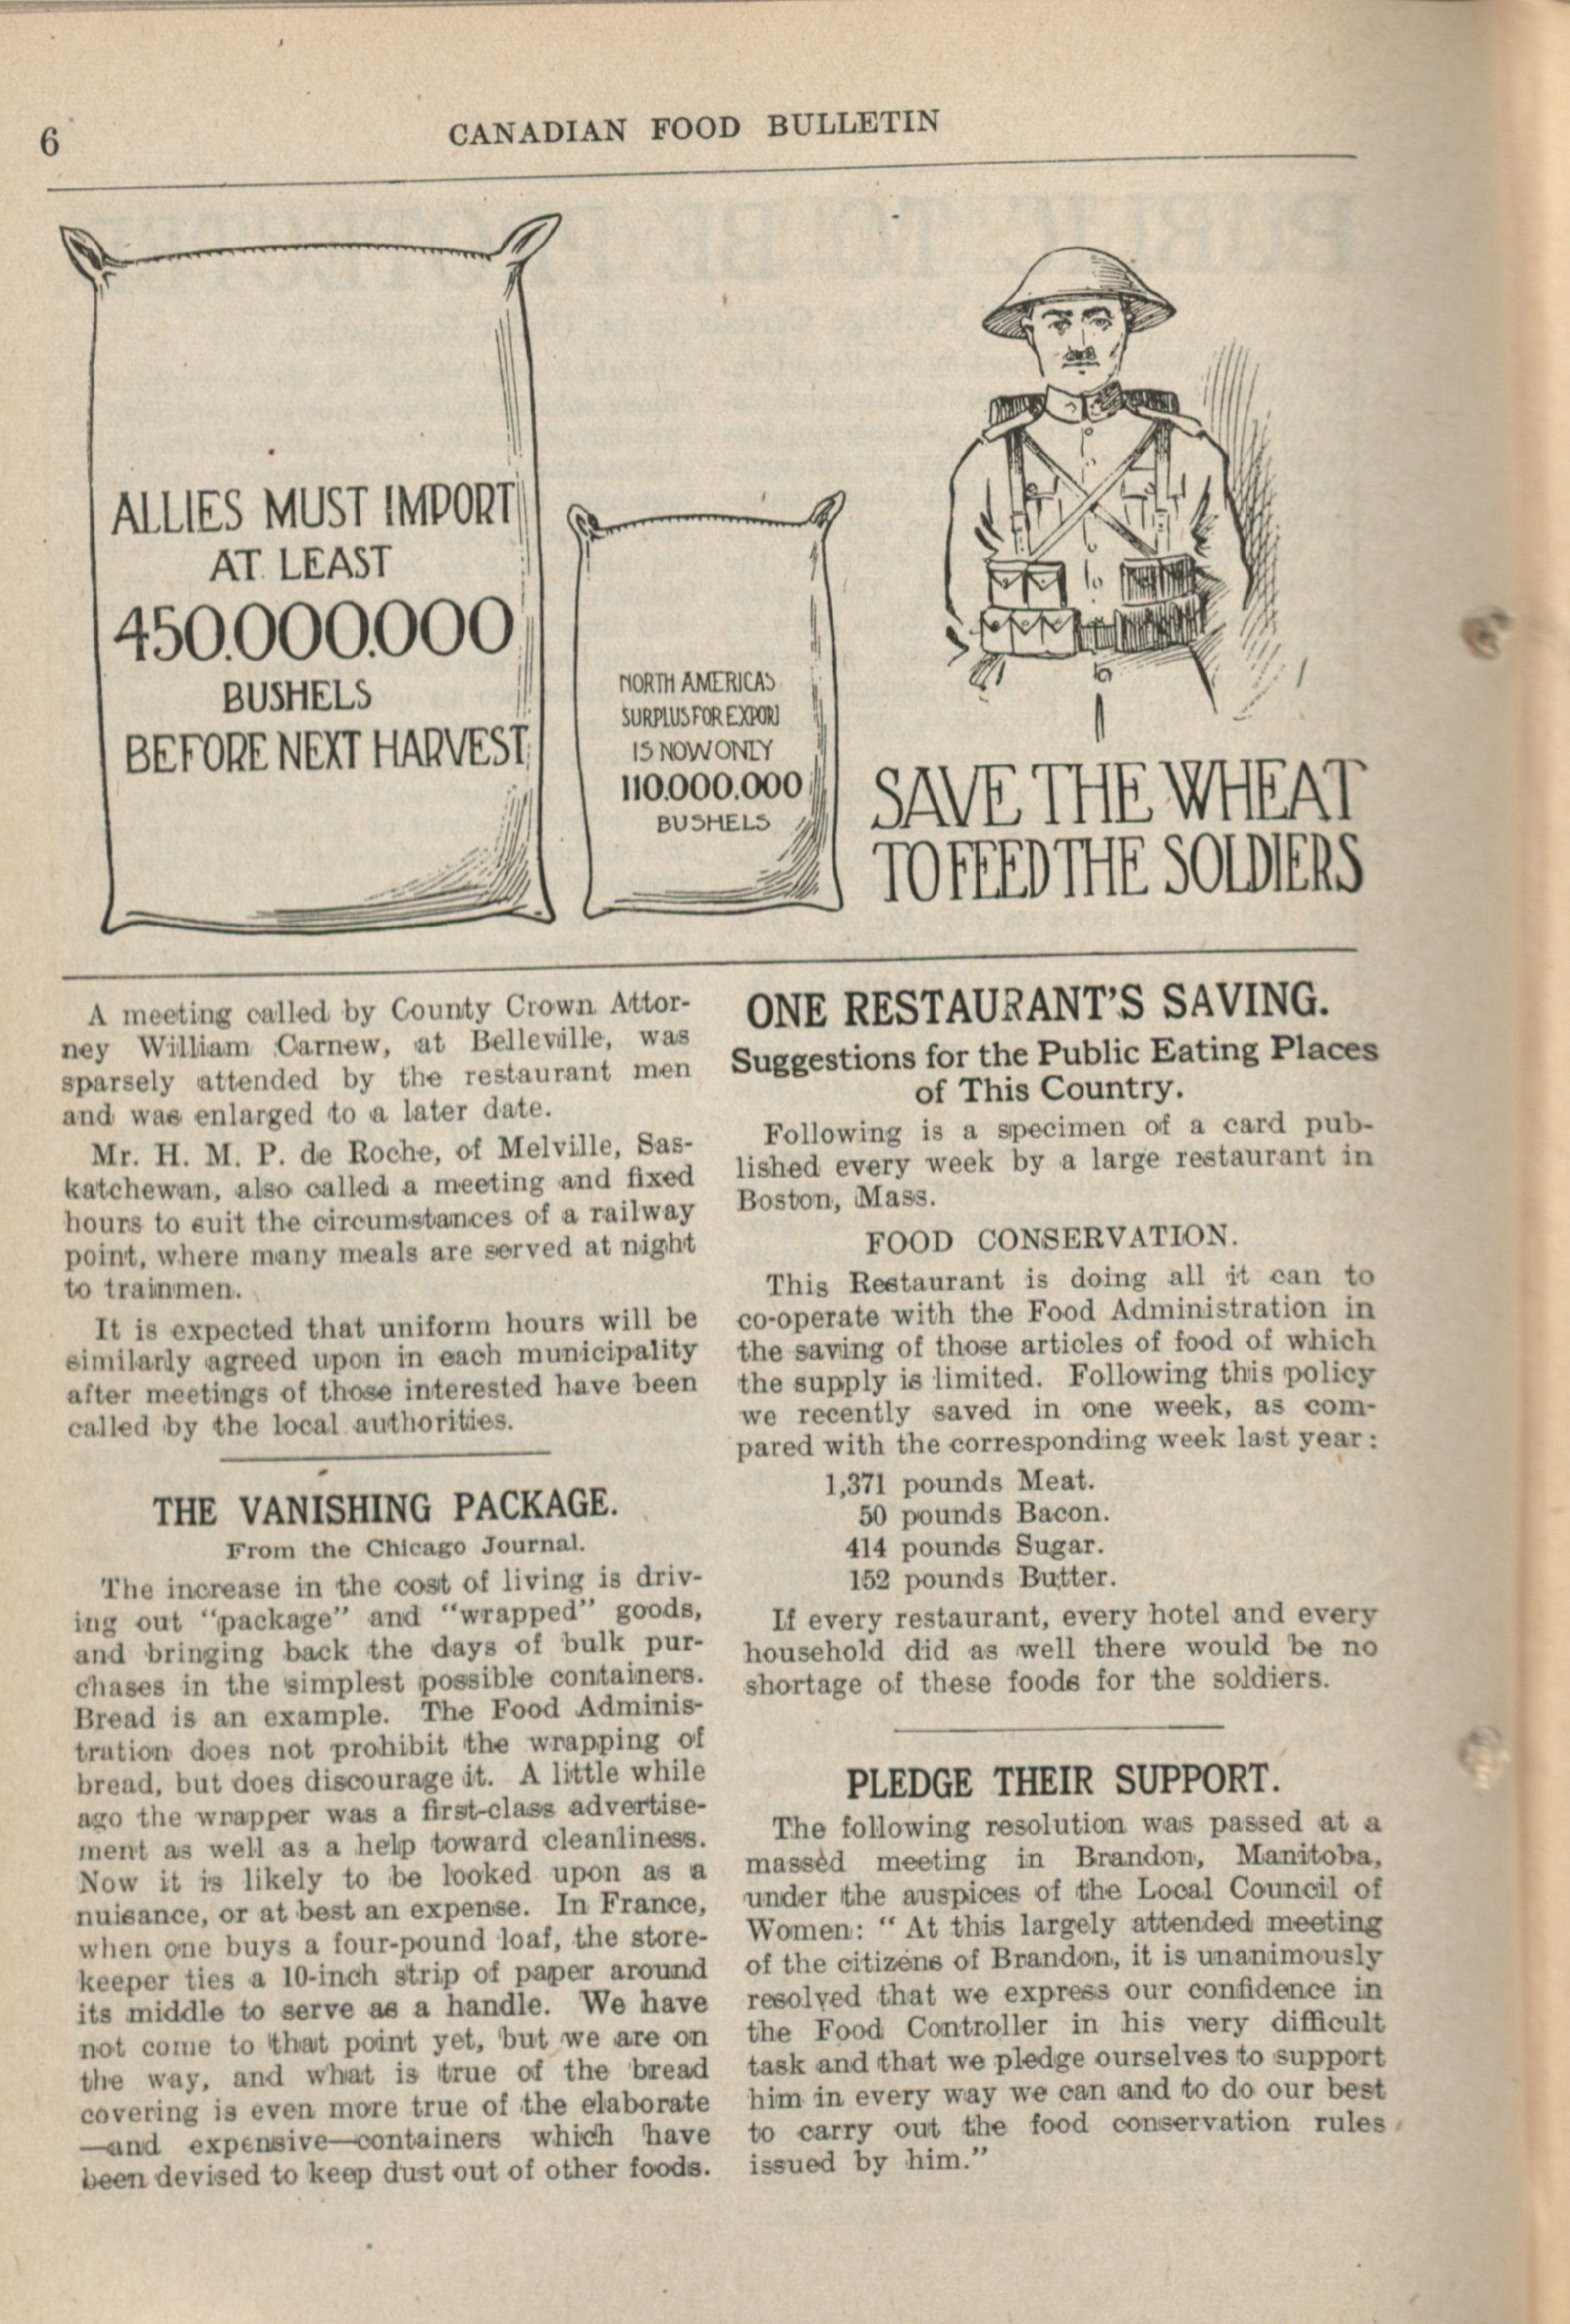 6
CANADIAN FOOD BULLETIN
ALLIES MUST IMPORT
AT LEAST
450.000.000
BUSHELS
BEFORE NEXT HARVEST
NORTH AMERICAS
SURPLUS FOR EXPORT
IS NOW ONLY
110.000.000
BUSHELS
SAVE THE WHEAT
TO FEED THE SOLDIERS
A meeting called by County Crown Attor-
ney William Carnew, at Belleville, was
sparsely attended by the restaurant men
and was enlarged to a later date.
Mr. H. M. P. de Roche, of Melville, Sas-
katchewan, also called a meeting and fixed
hours to suit the circumstances of a railway
point, where many meals are served at night
to trainmen.
It is expected that uniform hours will be
similarly agreed upon in each municipality
after meetings of those interested have been
called by the local authorities.
THE VANISHING PACKAGE.
From the Chicago Journal.
The increase in the cost of living is driv-
ing out "package" and "wrapped" goods,
and bringing back the days of bulk pur-
chases in the simplest possible containers.
Bread is an example. The Food Adminis-
tration does not prohibit the wrapping of
bread, but does discourage it. A little while
ago the wrapper was a first-class advertise-
ment as well as a help toward cleanliness.
Now it is likely to be looked upon as a
nuisance, or at best an expense. In France,
when one buys a four-pound loaf, the store-
keeper ties a 10-inch strip of paper around
its middle to serve as a handle. We have
not come to that point yet, but we are on
the way, and what is true of the bread
covering is even more true of the elaborate
—and expensive—containers which have
been devised to keep dust out of other foods.
ONE RESTAURANT'S SAVING.
Suggestions for the Public Eating Places
of This Country.
Following is a specimen of a card pub-
lished every week by a large restaurant in
Boston, Mass.
FOOD CONSERVATION.
This Restaurant is doing all it can to
co-operate with the Food Administration in
the saving of those articles of food of which
the supply is limited. Following this policy
we recently saved in one week, as com-
pared with the corresponding week last year:
1,371 pounds Meat.
50 pounds Bacon.
414 pounds Sugar.
152 pounds Butter.
If every restaurant, every hotel and every
household did as well there would be no
shortage of these foods for the soldiers.
PLEDGE THEIR SUPPORT.
The following resolution was passed at a
massed meeting in Brandon, Manitoba,
under the auspices of the Local Council of
Women: "At this largely attended meeting
of the citizens of Brandon, it is unanimously
resolved that we express our confidence in
the Food Controller in his very difficult
task and that we pledge ourselves to support
him in every way we can and to do our best
to carry out the food conservation rules
issued by him."